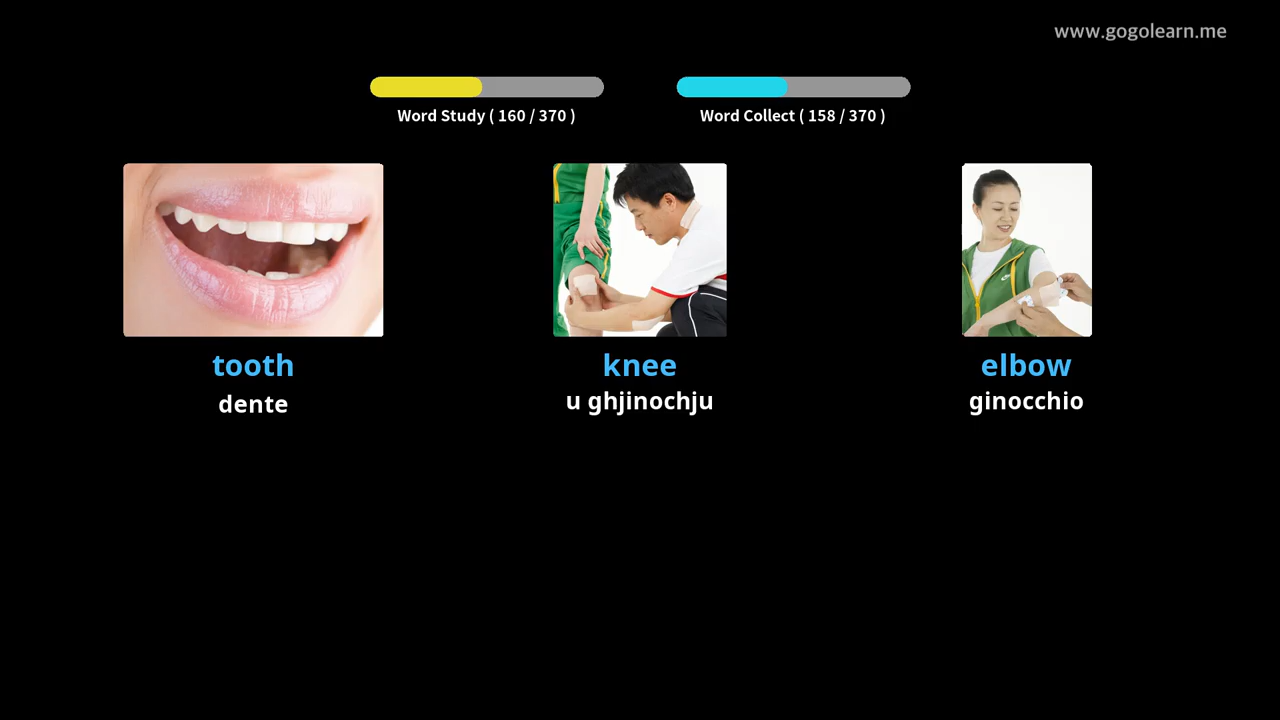 www.gogolearn.me
Word Study ( 160 / 370 )
Word Collect ( 158 / 370 )
tooth
dente
knee
u ghjinochju
elbow
ginocchio